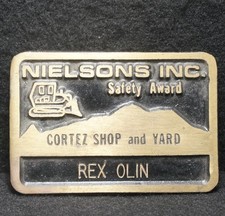 NIELSONS INC.
Safety Award
CORTEZ SHOP and YARD
REX OLIN